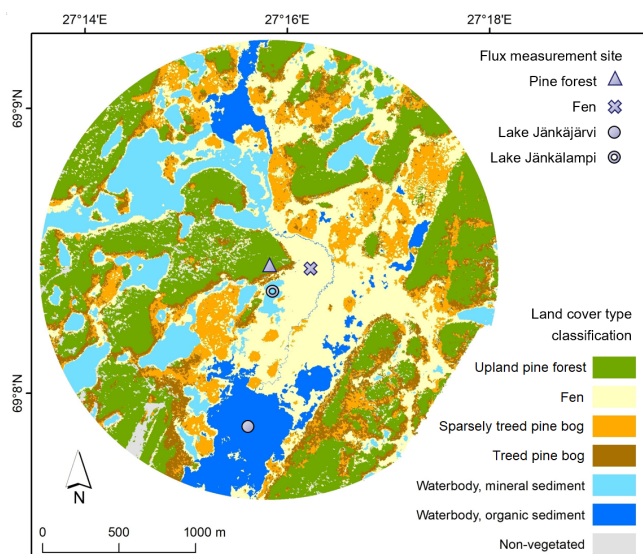 27°14'E 27°16'E 27°18'E
69°9'N
69°8'N
Flux measurement site
Pine forest
Fen
Lake Jänkäjärvi
Lake Jänkälampi
Land cover type
classification
Upland pine forest
Fen
Sparsely treed pine bog
Treed pine bog
Waterbody, mineral sediment
Waterbody, organic sediment
Non-vegetated
N
0 500 1000 m